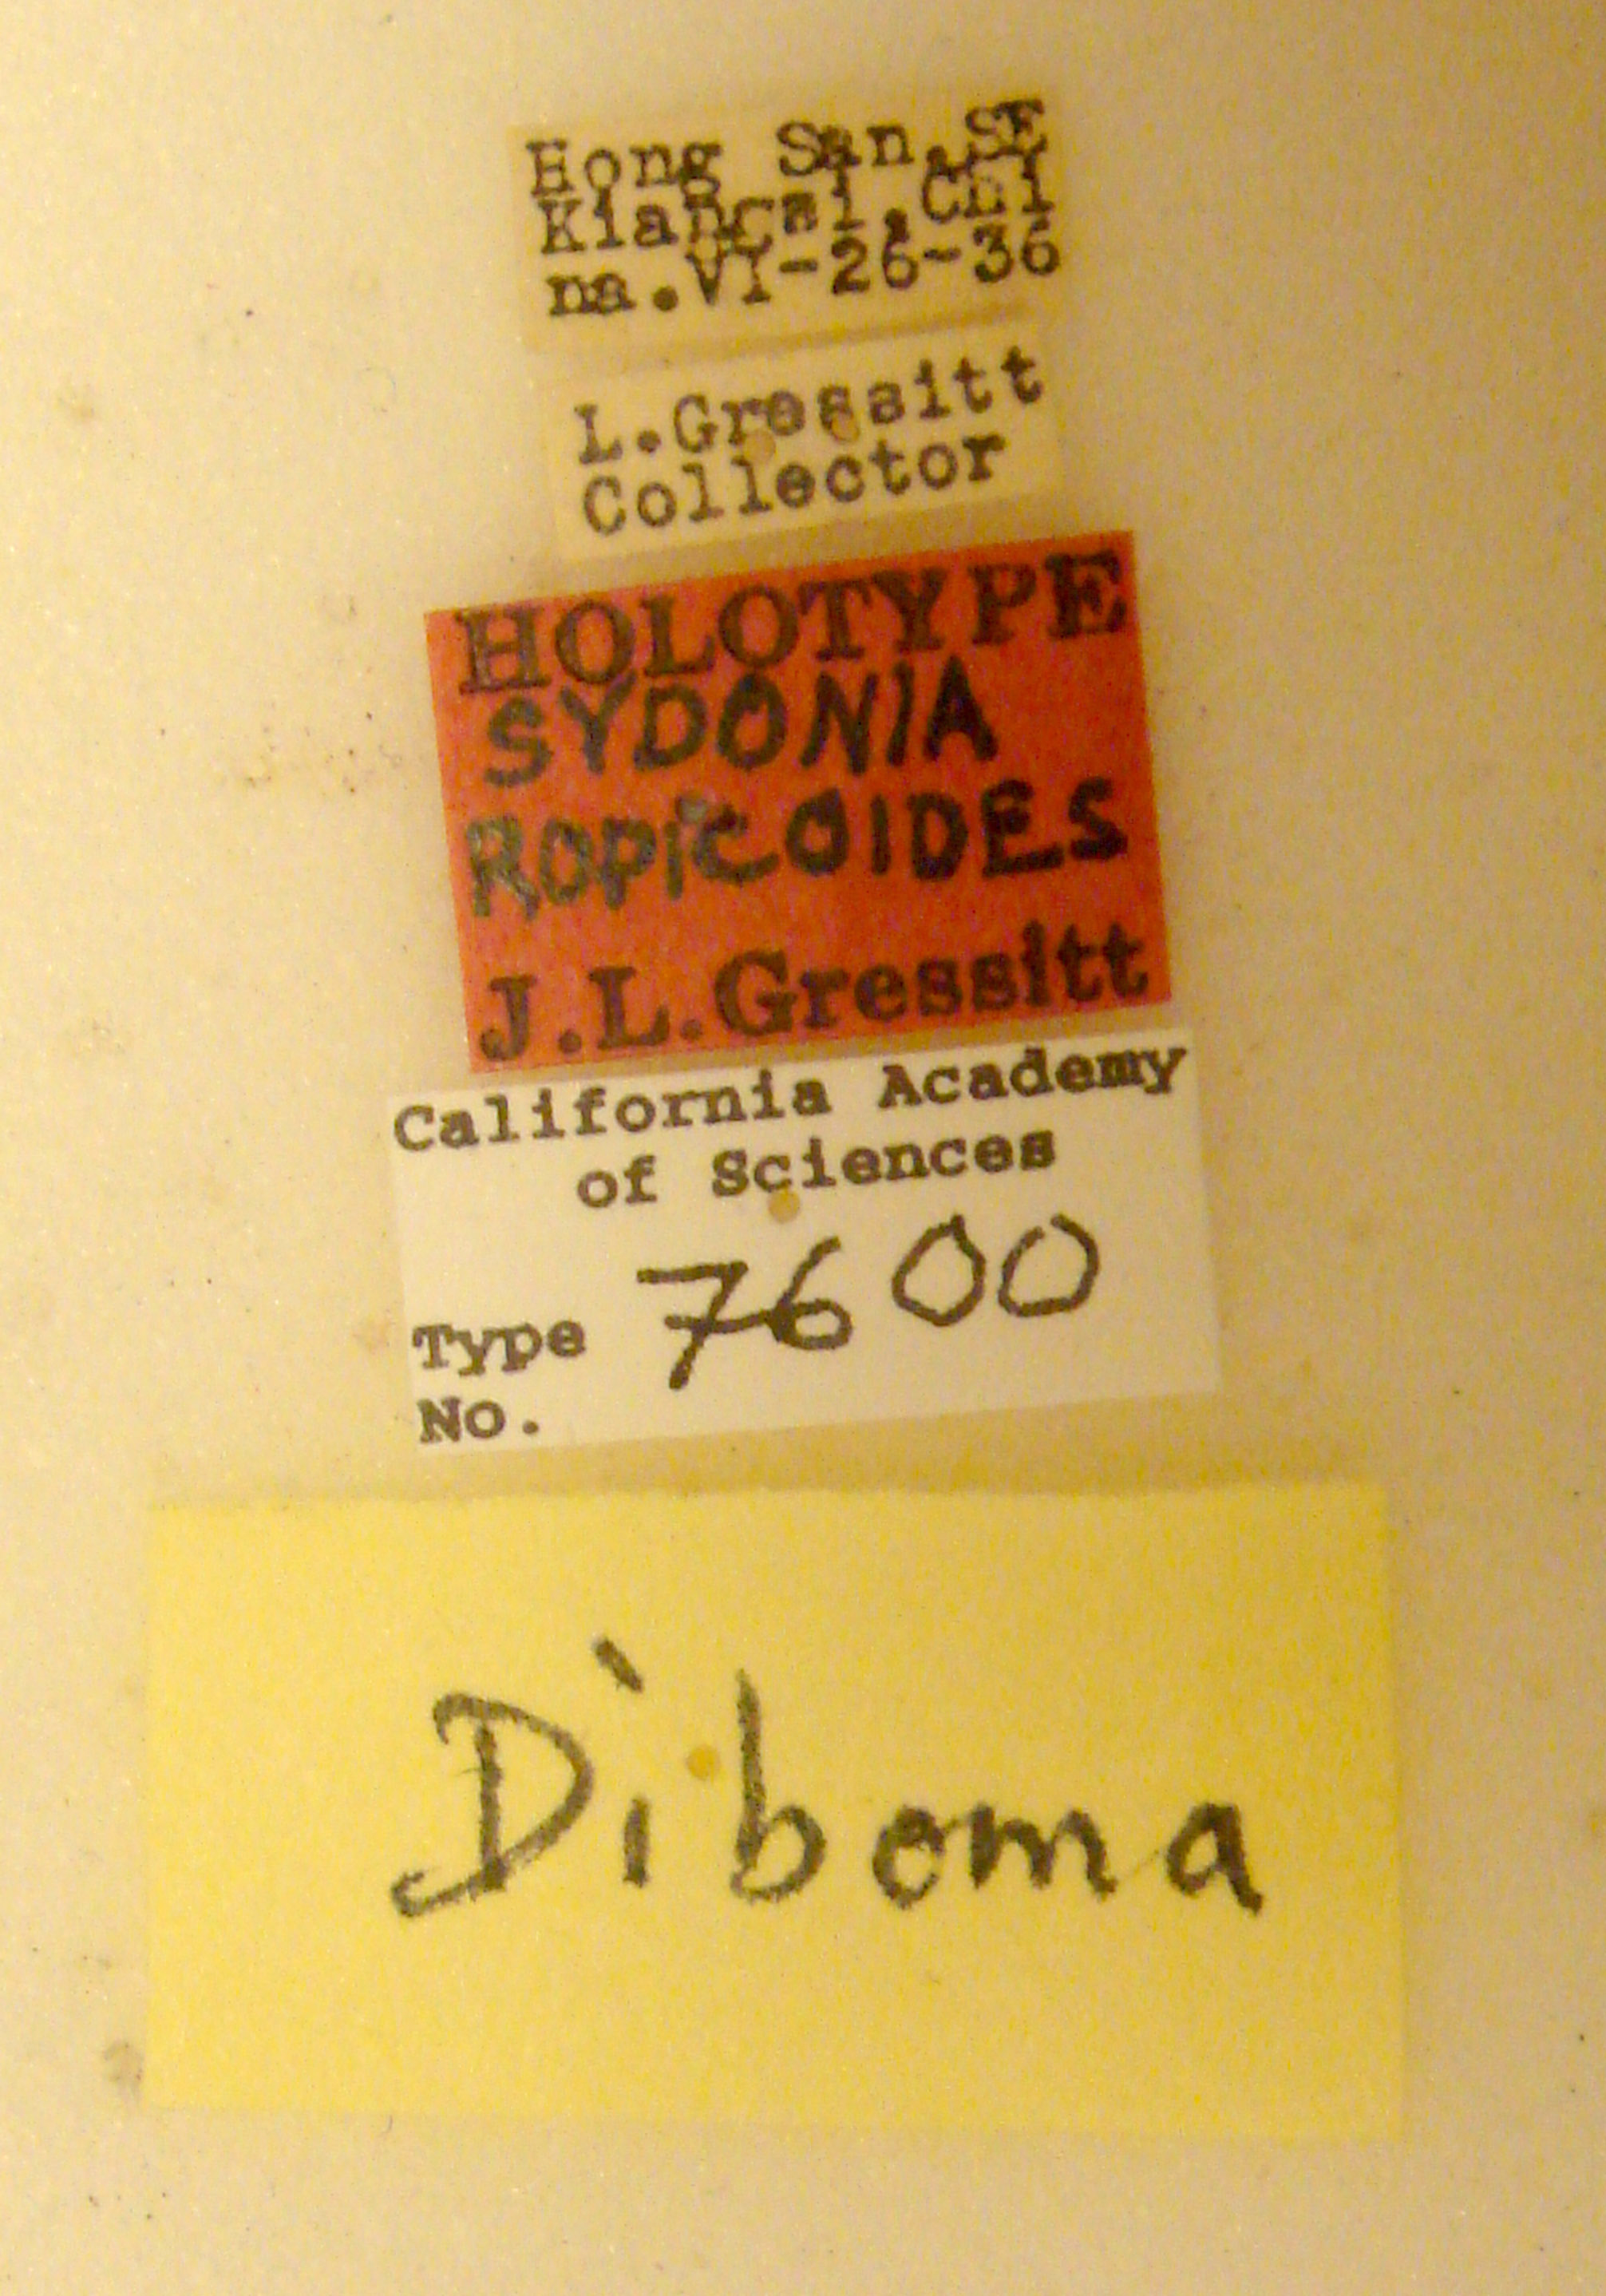 Hong San,SE
Kiangsi,Chi
na.VI-26-36
L.Gressitt
Collector
HOLOTYPE
SYDONIA
ROPICOIDES
J.L.Gressitt
California Academy
of Sciences
Type 7600
No.
Diboma